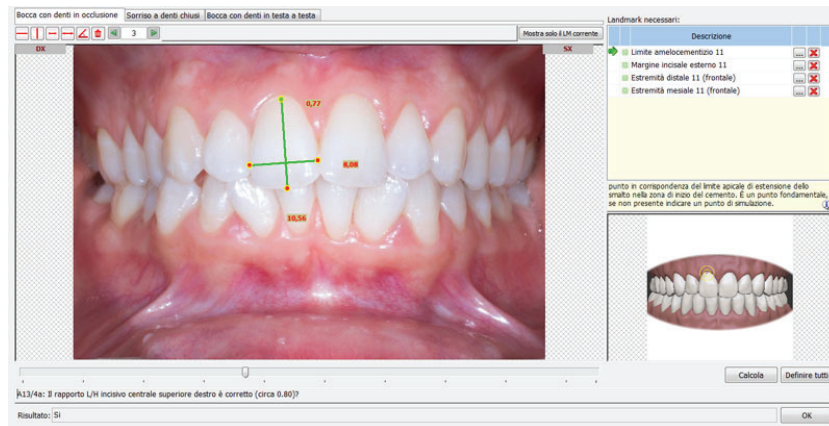 Bocca con denti in occlusione Sorriso a denti chiusi Bocca con denti in testa a testa
3
Mostra solo il LM corrente
DX
SX
0,77
8,08
10,56
Landmark necessari:
Descrizione
Limite amelocementizio 11
Margine incisale esterno 11
Estremità distale 11 (frontale)
Estremità mesiale 11 (frontale)
punto in corrispondenza del limite apicale di estensione dello
smalto nella zona di inizio del cemento. È un punto fondamentale,
se non presente indicare un punto di simulazione.
Calcola Definire tutti
A13/4a: Il rapporto L/H incisivo centrale superiore destro è corretto (circa 0.80)?
Risultato: Si
OK